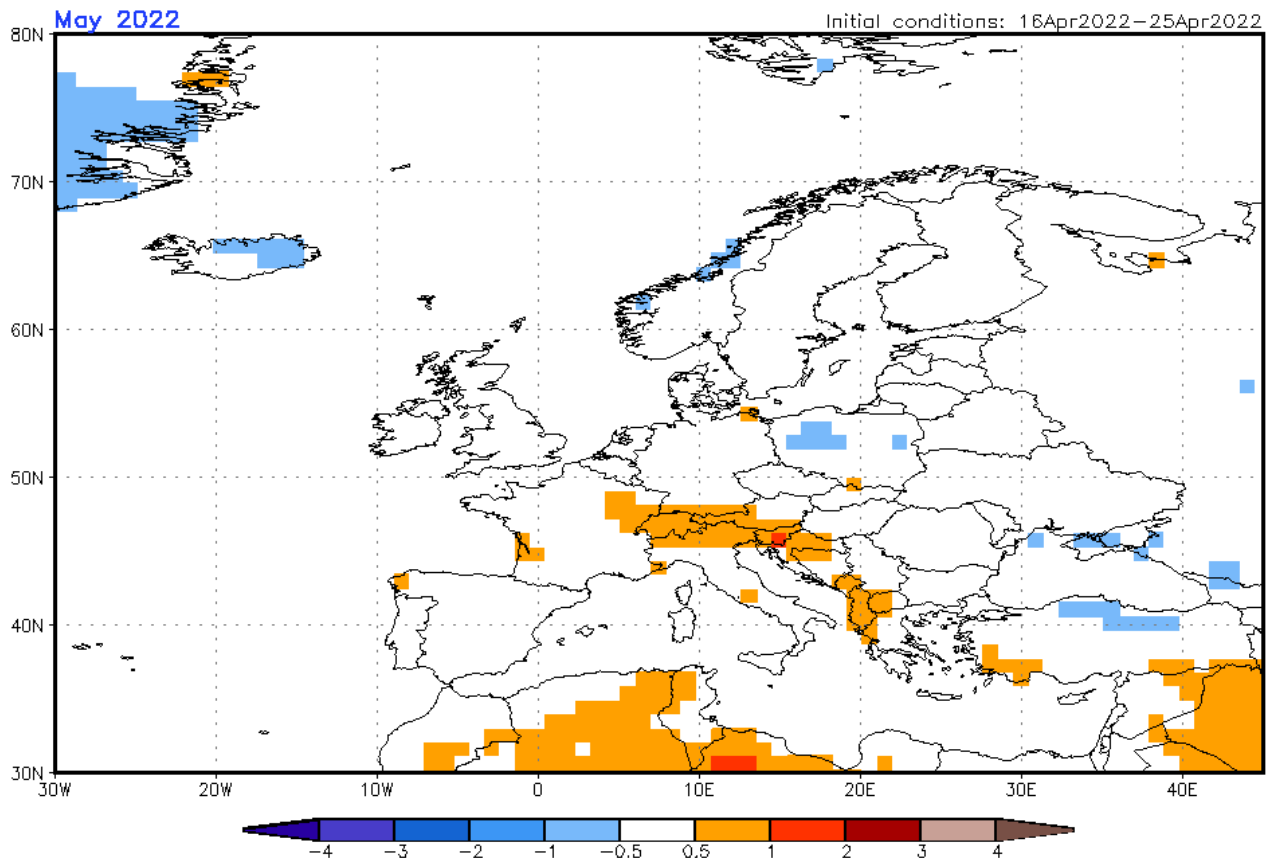 May 2022
Initial conditions: 16Apr2022-25Apr2022
80N
70N
60N
50N
40N
30N
30W 20W 10W 0 10E 20E 30E 40E
-4 -3 -2 -1 -0.5 0.5 1 2 3 4